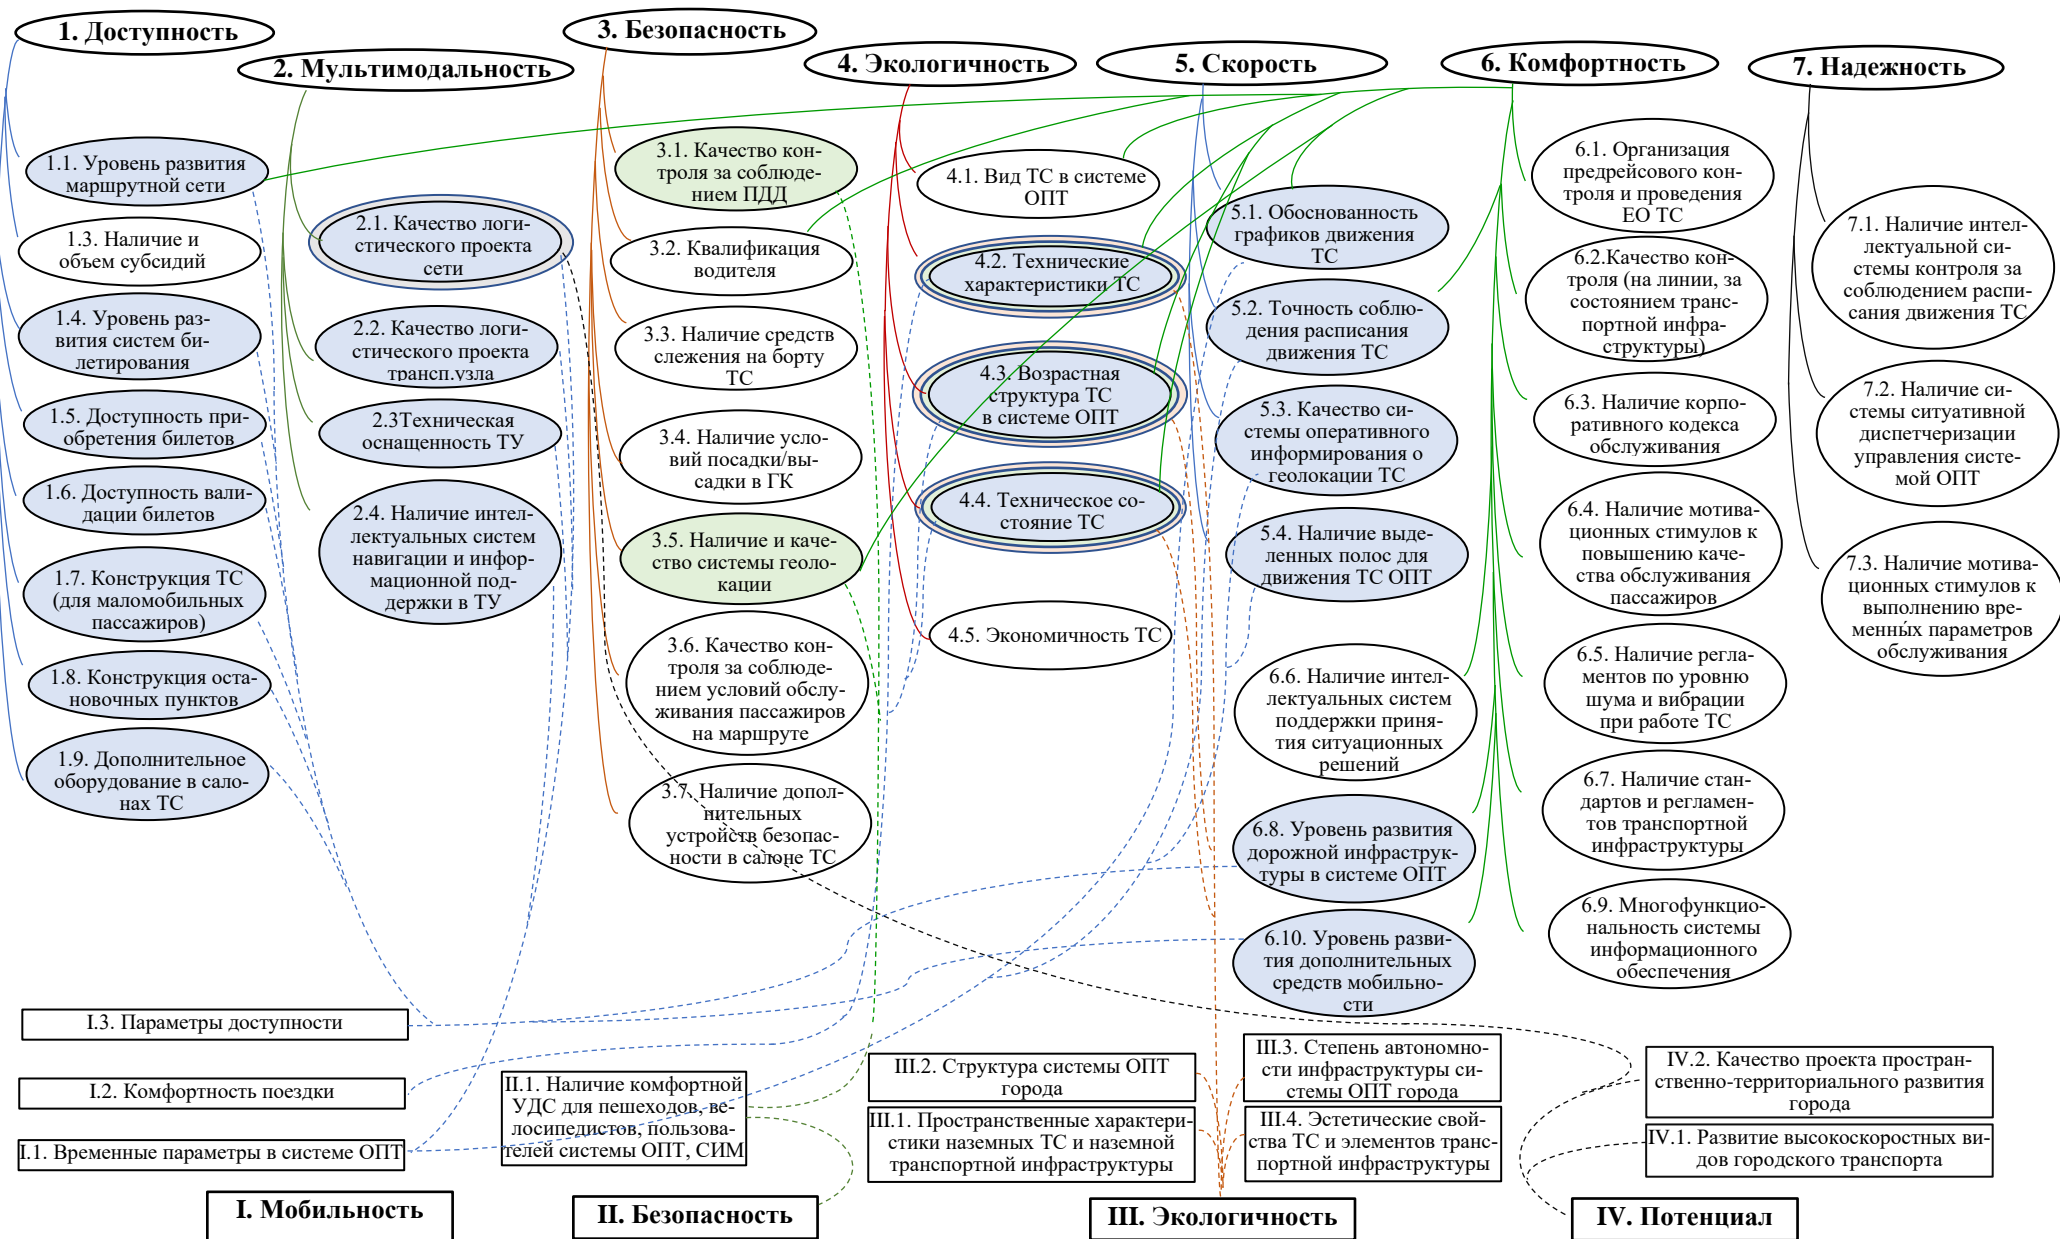 1. Доступность
2. Мультимодальность
3. Безопасность
4. Экологичность
5. Скорость
6. Комфортность
7. Надежность
1.1. Уровень развития
маршрутной сети
1.3. Наличие и
объем субсидий
1.4. Уровень раз-
вития систем би-
летирования
1.5. Доступность при-
обретения билетов
1.6. Доступность вали-
дации билетов
1.7. Конструкция ТС
(для маломобильных
пассажиров)
1.8. Конструкция оста-
новочных пунктов
1.9. Дополнительное
оборудование в сало-
нах ТС
2.1. Качество логи-
стического проекта
сети
2.2. Качество логи-
стического проекта
трансп.узла
2.3Техническая
оснащенность ТУ
2.4. Наличие интел-
лектуальных систем
навигации и инфор-
мационной под-
держки в ТУ
3.1. Качество кон-
троля за соблюде-
нием ПДД
3.2. Квалификация
водителя
3.3. Наличие средств
слежения на борту
ТС
3.4. Наличие усло-
вий посадки/вы-
садки в ГК
3.5. Наличие и каче-
ство системы геоло-
кации
3.6. Качество кон-
троля за соблюде-
нием условий обслу-
живания пассажиров
на маршруте
3.7. Наличие допол-
нительных
устройств безопас-
ности в салоне ТС
4.1. Вид ТС в системе
ОПТ
4.2. Технические
характеристики ТС
4.3. Возрастная
структура ТС
в системе ОПТ
4.4. Техническое со-
стояние ТС
4.5. Экономичность ТС
5.1. Обоснованность
графиков движения
ТС
5.2. Точность соблю-
дения расписания
движения ТС
5.3. Качество си-
стемы оперативного
информирования о
геолокации ТС
5.4. Наличие выде-
ленных полос для
движения ТС ОПТ
6.6. Наличие интел-
лектуальных систем
поддержки приня-
тия ситуационных
решений
6.8. Уровень развития
дорожной инфраструк-
туры в системе ОПТ
6.10. Уровень разви-
тия дополнительных
средств мобильно-
сти
6.1. Организация
предрейсового кон-
троля и проведения
ЕО ТС
6.2.Качество кон-
троля (на линии, за
состоянием транс-
портной инфра-
структуры)
6.3. Наличие корпо-
ративного кодекса
обслуживания
6.4. Наличие мотива-
ционных стимулов к
повышению каче-
ства обслуживания
пассажиров
6.5. Наличие регла-
ментов по уровню
шума и вибрации
при работе ТС
6.7. Наличие стан-
дартов и регламен-
тов транспортной
инфраструктуры
6.9. Многофункцио-
нальность системы
информационного
обеспечения
7.1. Наличие интел-
лектуальной си-
стемы контроля за
соблюдением распи-
сания движения ТС
7.2. Наличие си-
стемы ситуативной
диспетчеризации
управления систе-
мой ОПТ
7.3. Наличие мотива-
ционных стимулов к
выполнению вре-
менны́х параметров
обслуживания
I.3. Параметры доступности
I.2. Комфортность поездки
I.1. Временные параметры в системе ОПТ
II.1. Наличие комфортной
УДС для пешеходов, ве-
лосипедистов, пользова-
телей системы ОПТ, СИМ
III.2. Структура системы ОПТ
города
III.1. Пространственные характери-
стики наземных ТС и наземной
транспортной инфраструктуры
III.3. Степень автономно-
сти инфраструктуры си-
стемы ОПТ города
III.4. Эстетические свой-
ства ТС и элементов транс-
портной инфраструктуры
IV.2. Качество проекта простран-
ственно-территориального развития
города
IV.1. Развитие высокоскоростных ви-
дов городского транспорта
I. Мобильность
II. Безопасность
III. Экологичность
IV. Потенциал